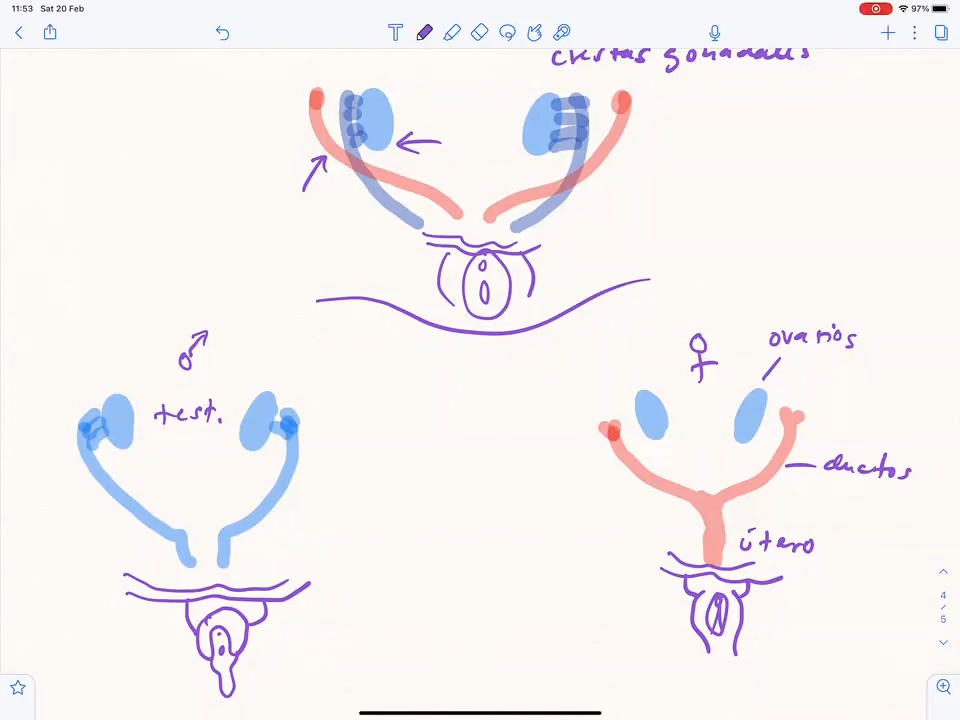 11:53 Sat 20 Feb
97%
T
crestas gonadales
♂
test.
♀
ovarios
ductos
útero
4
/
5